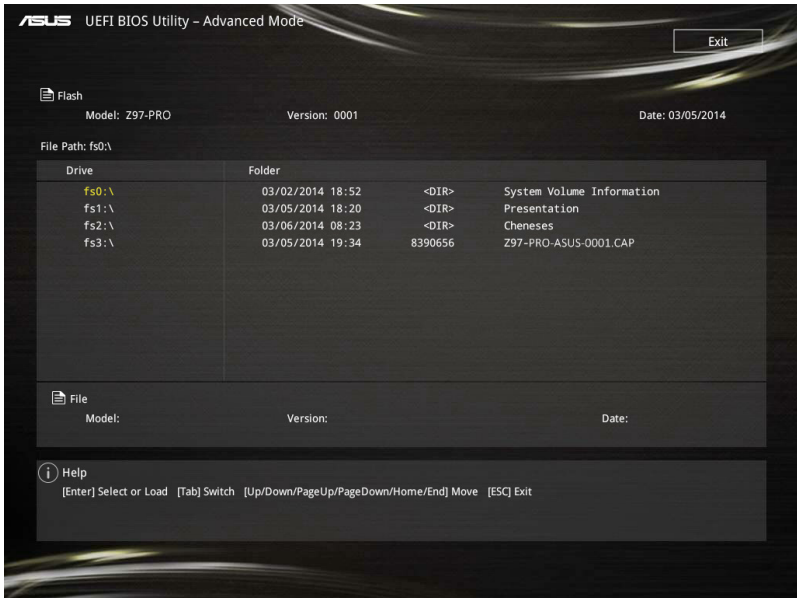 ASUS UEFI BIOS Utility – Advanced Mode
Exit
Flash
Model: Z97-PRO Version: 0001 Date: 03/05/2014
File Path: fs0:\
Drive Folder
fs0:\ 03/02/2014 18:52 <DIR> System Volume Information
fs1:\ 03/05/2014 18:20 <DIR> Presentation
fs2:\ 03/06/2014 08:23 <DIR> Cheneses
fs3:\ 03/05/2014 19:34 8390656 Z97-PRO-ASUS-0001.CAP
File
Model: Version: Date:
Help
[Enter] Select or Load [Tab] Switch [Up/Down/PageUp/PageDown/Home/End] Move [ESC] Exit